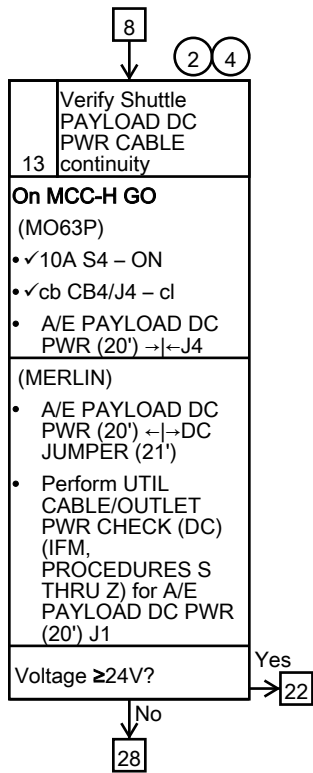 8
2 4
Verify Shuttle
PAYLOAD DC
PWR CABLE
13 continuity
On MCC-H GO
(MO63P)
• ✓10A S4 – ON
• ✓cb CB4/J4 – cl
• A/E PAYLOAD DC
PWR (20') →|←J4
(MERLIN)
• A/E PAYLOAD DC
PWR (20') ←|→DC
JUMPER (21')
• Perform UTIL
CABLE/OUTLET
PWR CHECK (DC)
(IFM,
PROCEDURES S
THRU Z) for A/E
PAYLOAD DC PWR
(20') J1
Voltage ≥24V?
Yes
22
No
28